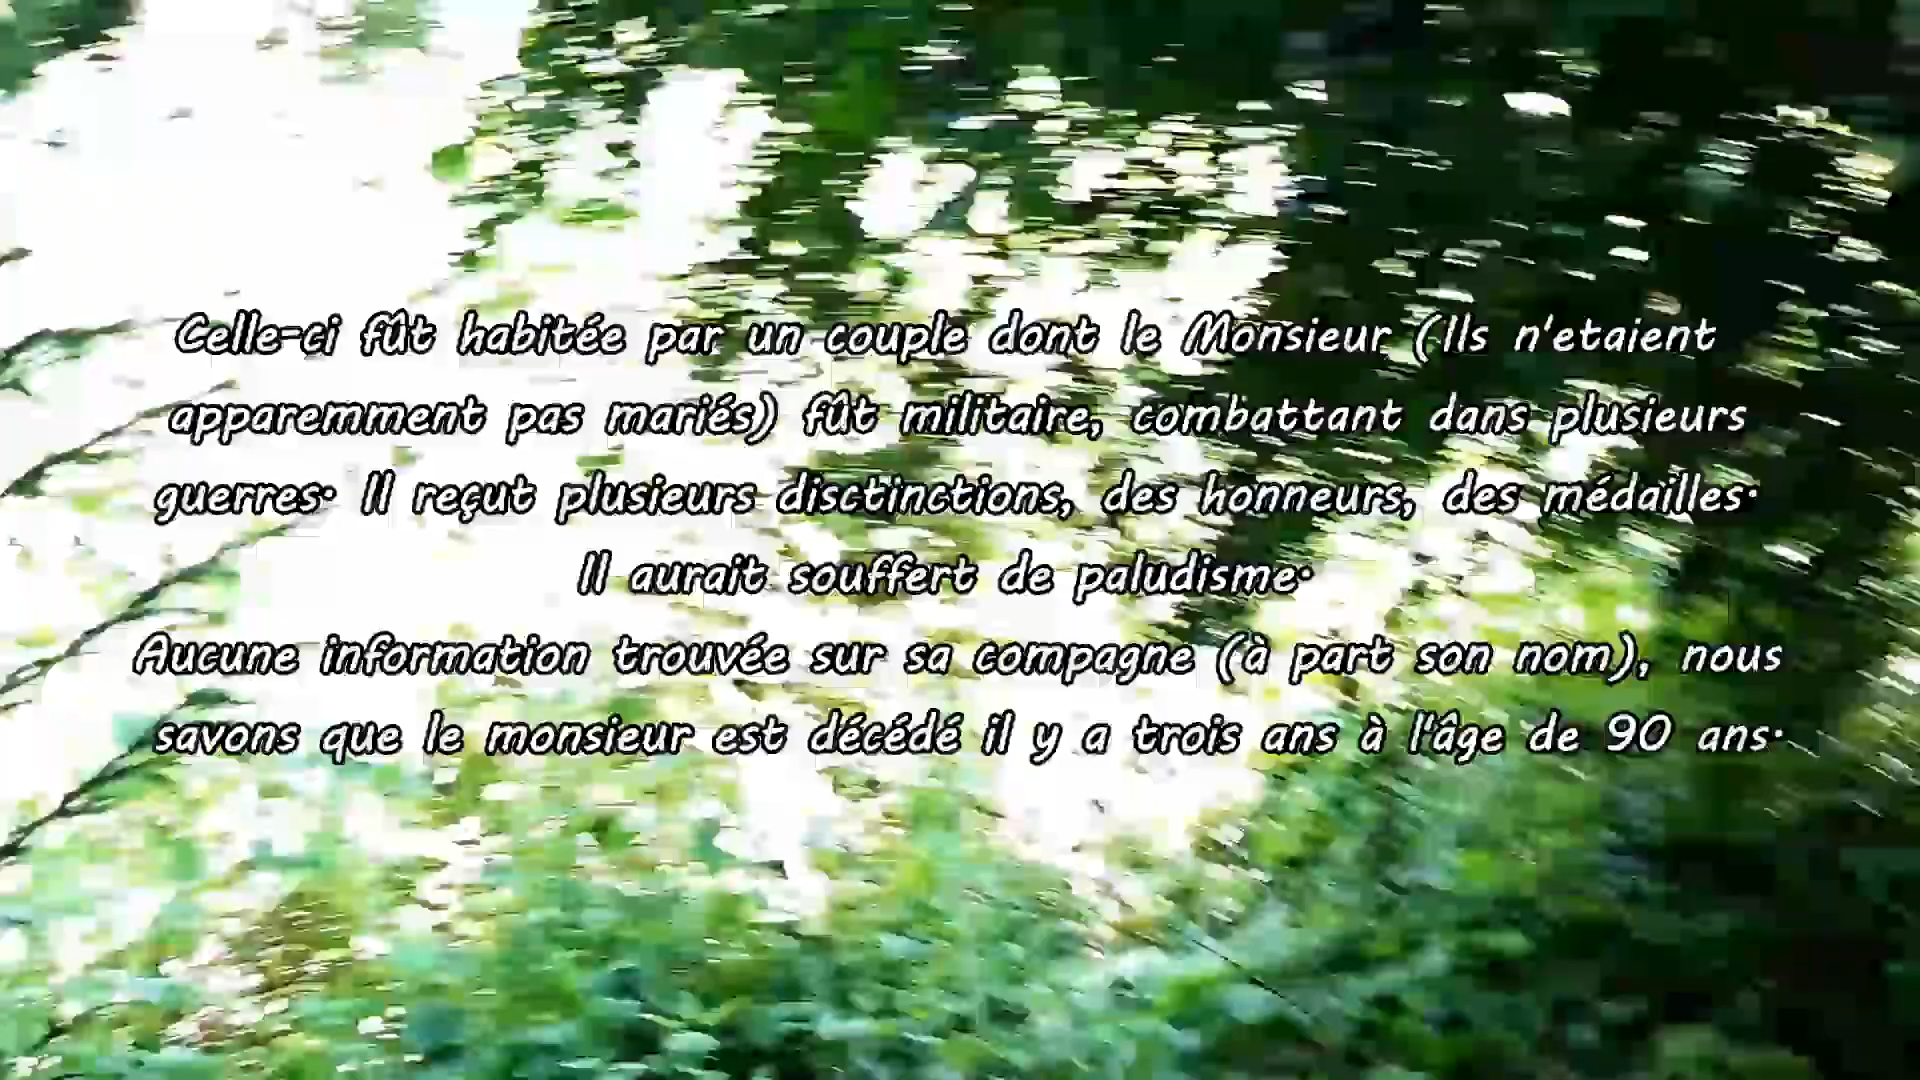 Celle-ci fût habitée par un couple dont le Monsieur (Ils n'etaient
apparemment pas mariés) fût militaire, combattant dans plusieurs
guerres. Il reçut plusieurs disctinctions, des honneurs, des médailles.
Il aurait souffert de paludisme.
Aucune information trouvée sur sa compagne (à part son nom), nous
savons que le monsieur est décédé il y a trois ans à l'âge de 90 ans.